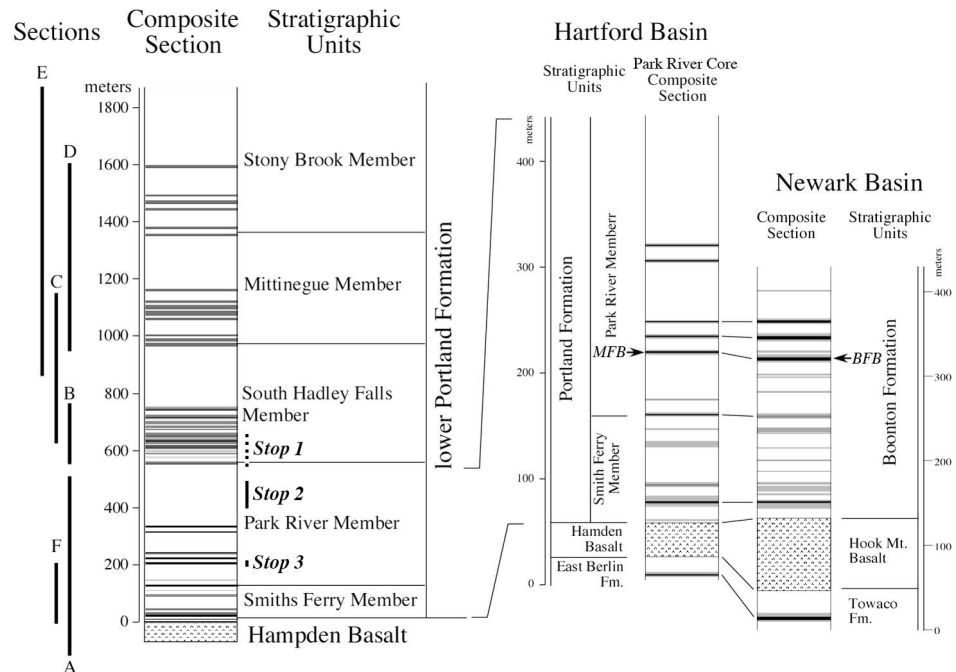 Sections
Composite
Section
Stratigraphic
Units
E
D
C
B
F
A
meters
1800
1600
1400
1200
1000
800
600
400
200
0
Stony Brook Member
Mittinegue Member
South Hadley Falls
Member
Stop 1
Stop 2
Park River Member
Stop 3
Smiths Ferry Member
Hampden Basalt
lower Portland Formation
Hartford Basin
Stratigraphic
Units
Park River Core
Composite
Section
meters
400
300
200
100
0
Portland Formation
Park River Memberr
Smith Ferry
Member
Hamden
Basalt
East Berlin
Fm.
MFB
Newark Basin
Composite
Section
Stratigraphic
Units
BFB
Boonton Formation
Hook Mt.
Basalt
Towaco
Fm.
meters
400
300
200
100
0